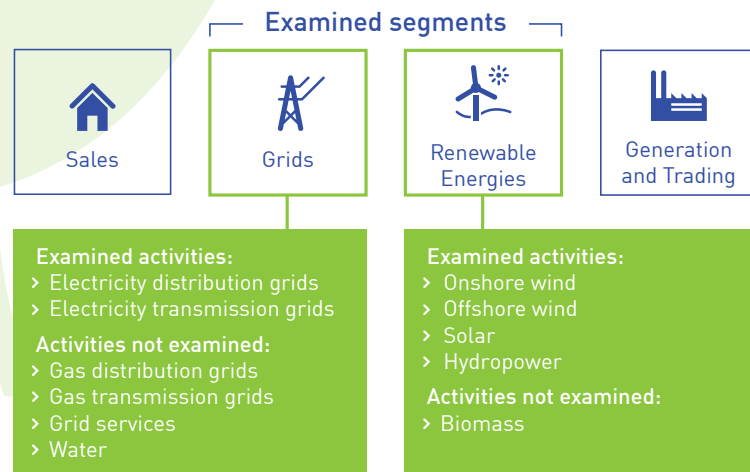 Examined segments
Sales
Grids
Renewable
Energies
Generation
and Trading
Examined activities:
› Electricity distribution grids
› Electricity transmission grids
Activities not examined:
› Gas distribution grids
› Gas transmission grids
› Grid services
› Water
Examined activities:
› Onshore wind
› Offshore wind
› Solar
› Hydropower
Activities not examined:
› Biomass